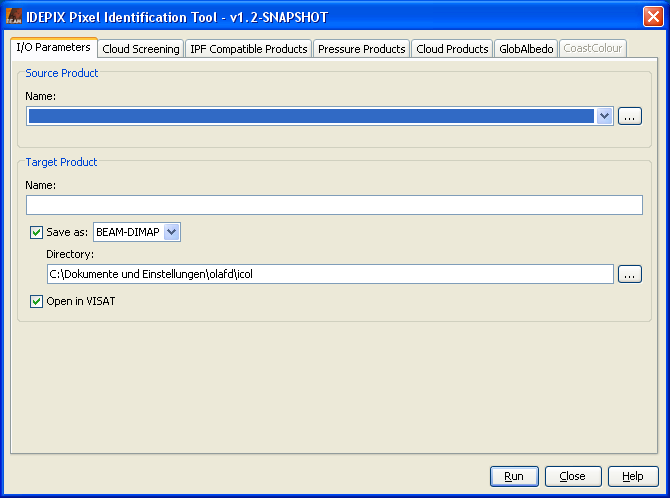 BEAM IDEPIX Pixel Identification Tool - v1.2-SNAPSHOT
I/O Parameters Cloud Screening IPF Compatible Products Pressure Products Cloud Products GlobAlbedo CoastColour
Source Product
Name:
...
Target Product
Name:
Save as: BEAM-DIMAP
Directory:
C:\Dokumente und Einstellungen\olafd\icol ...
Open in VISAT
Run Close Help